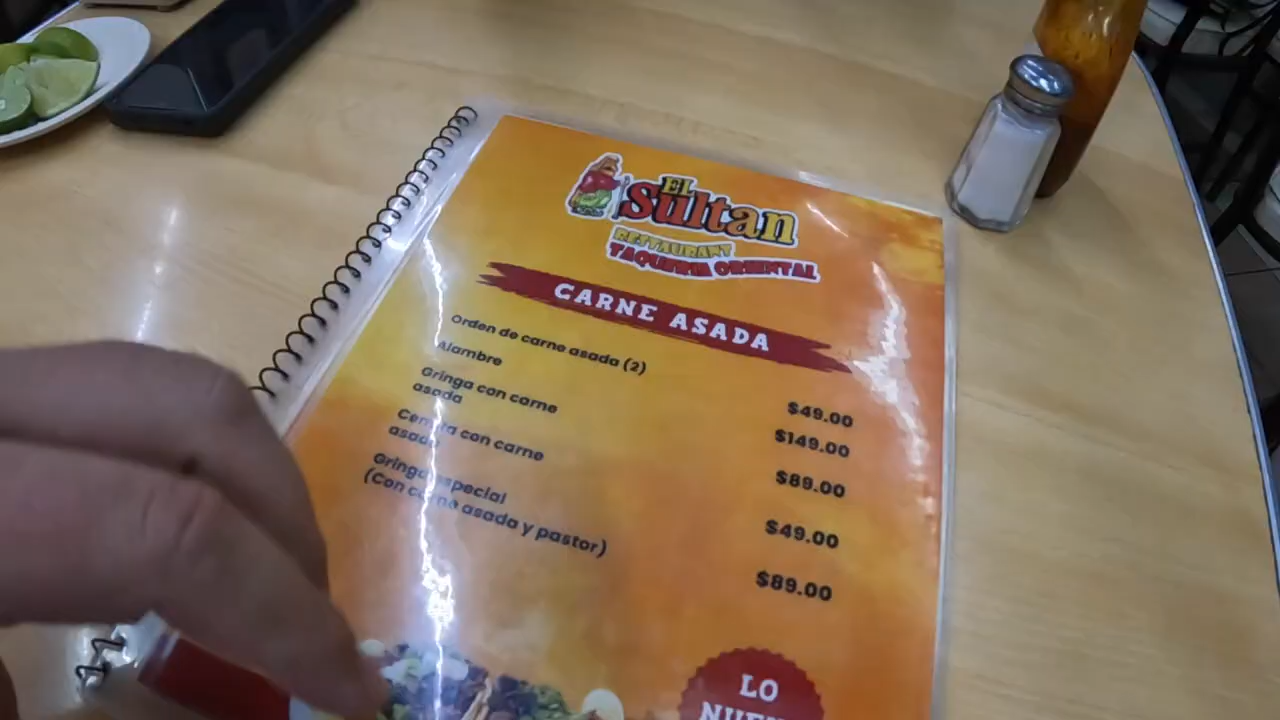 EL
Sultan
RESTAURANT
TAQUERIA ORIENTAL
CARNE ASADA
Orden de carne asada (2)
$49.00
Alambre
$149.00
Gringa con carne
asada
$89.00
Cemita con carne
asada
$49.00
Gringa especial
(Con carne asada y pastor)
$89.00
LO